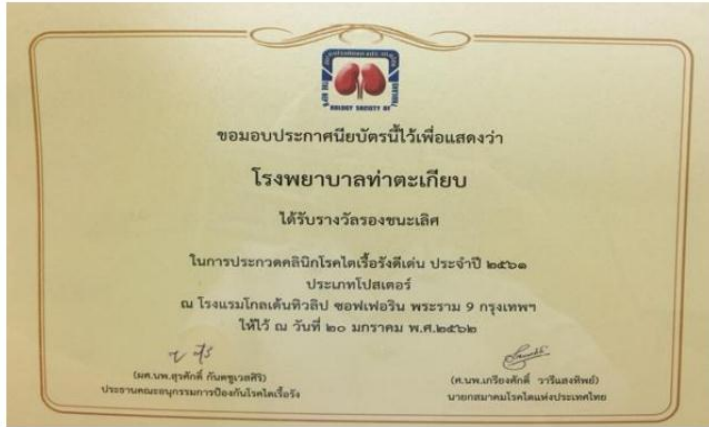 ขอมอบประกาศนียบัตรนี้ไว้เพื่อแสดงว่า
โรงพยาบาลท่าตะเกียบ
ได้รับรางวัลรองชนะเลิศ
ในการประกวดคลินิกโรคไตเรื้อรังดีเด่น ประจำปี ๒๕๖๑
ประเภทโปสเตอร์
ณ โรงแรมโกลเด้นทิวลิป ซอฟเฟอริน พระราม 9 กรุงเทพฯ
ให้ไว้ ณ วันที่ ๒๐ มกราคม พ.ศ.๒๕๖๒
(ผศ.นพ.สุรศักดิ์ กันตชูเวสศิริ)
ประธานคณะอนุกรรมการป้องกันโรคไตเรื้อรัง
(ศ.นพ.เกรียงศักดิ์ วารีแสงทิพย์)
นายกสมาคมโรคไตแห่งประเทศไทย